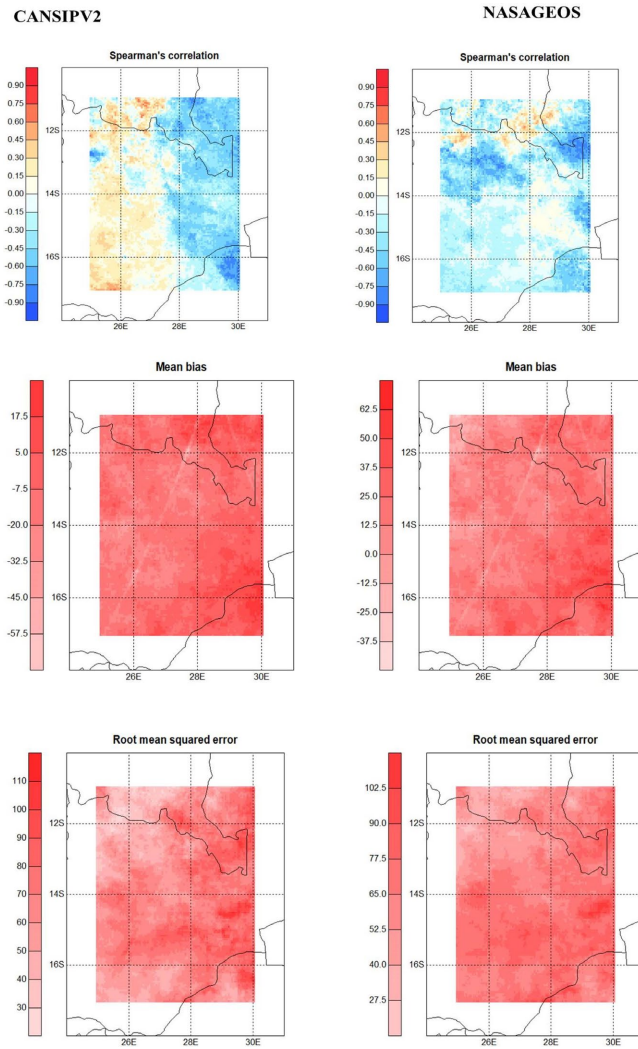 CANSIPV2
NASAGEOS
Spearman's correlation
0.90
0.75
0.60
0.45
0.30
0.15
0.00
-0.15
-0.30
-0.45
-0.60
-0.75
-0.90
12S
14S
16S
26E
28E
30E
Spearman's correlation
0.90
0.75
0.60
0.45
0.30
0.15
0.00
-0.15
-0.30
-0.45
-0.60
-0.75
-0.90
12S
14S
16S
26E
28E
30E
Mean bias
17.5
5.0
-7.5
-20.0
-32.5
-45.0
-57.5
12S
14S
16S
26E
28E
30E
Mean bias
62.5
50.0
37.5
25.0
12.5
0.0
-12.5
-25.0
-37.5
12S
14S
16S
26E
28E
30E
Root mean squared error
110
100
90
80
70
60
50
40
30
12S
14S
16S
26E
28E
30E
Root mean squared error
102.5
90.0
77.5
65.0
52.5
40.0
27.5
12S
14S
16S
26E
28E
30E